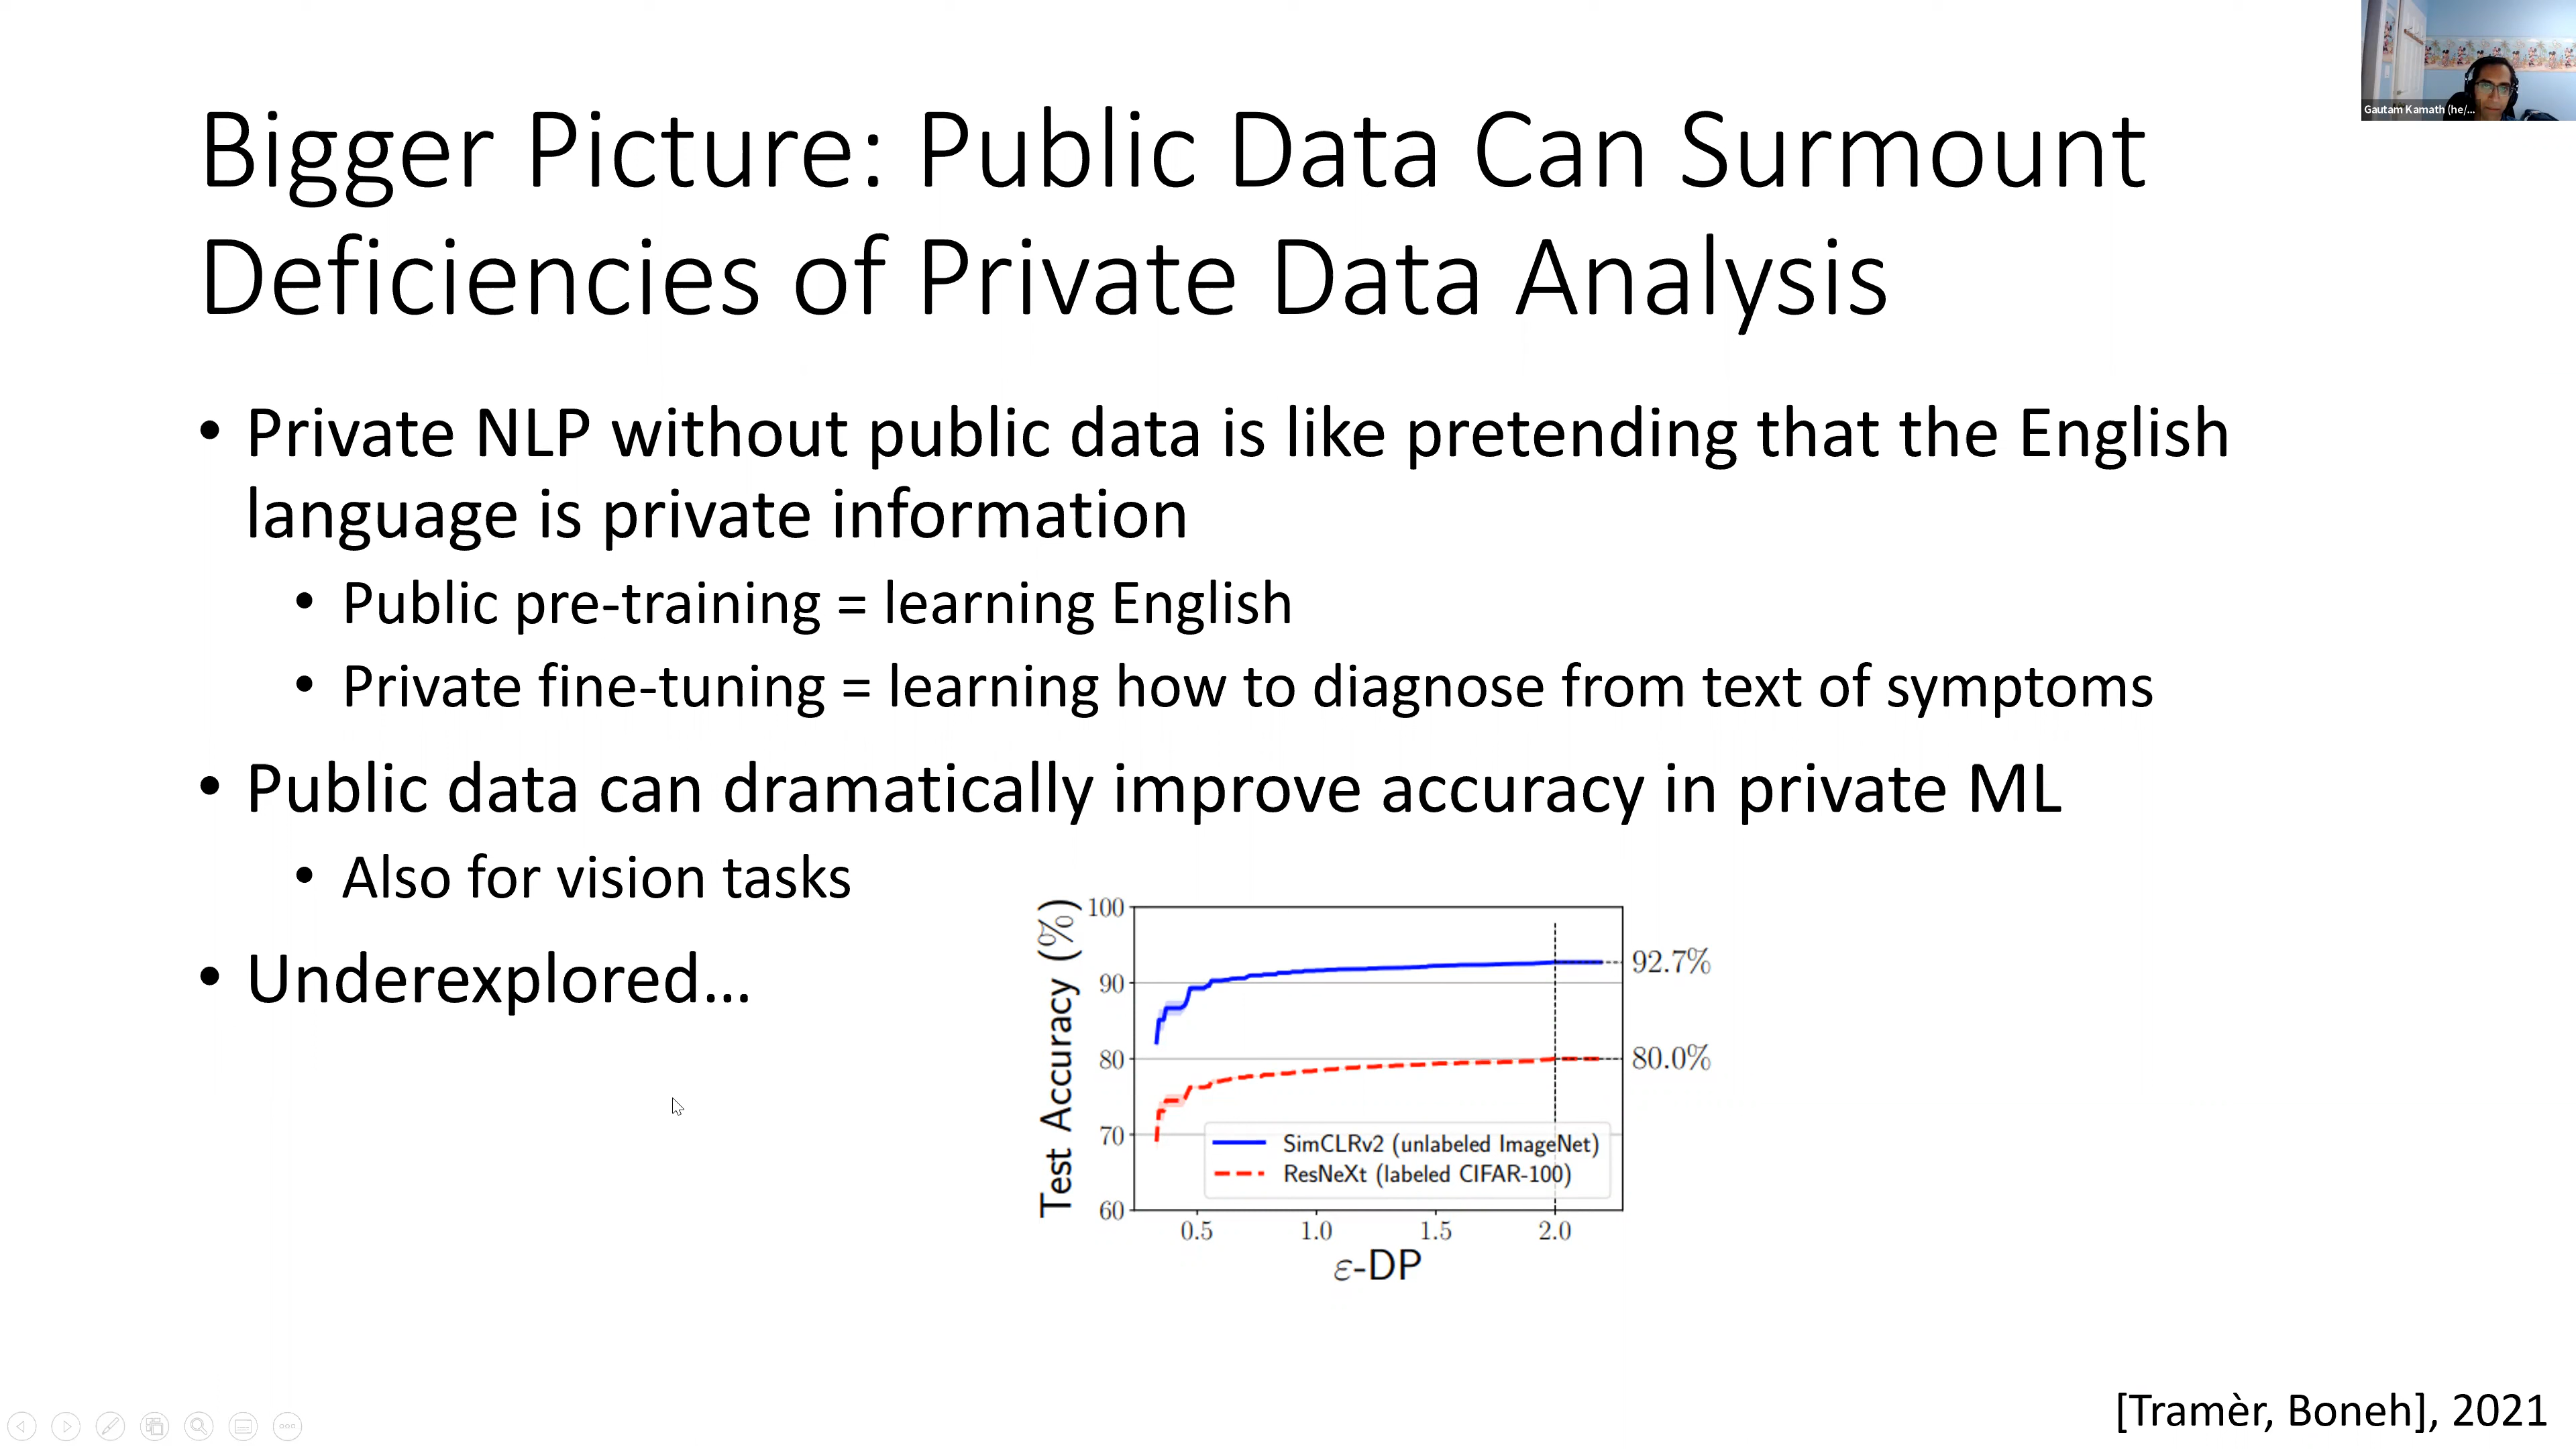 Gautam Kamath (he/...
Bigger Picture: Public Data Can Surmount
Deficiencies of Private Data Analysis
• Private NLP without public data is like pretending that the English
language is private information
• Public pre-training = learning English
• Private fine-tuning = learning how to diagnose from text of symptoms
• Public data can dramatically improve accuracy in private ML
• Also for vision tasks
• Underexplored...
Test Accuracy (%)
100
90
80
70
60
92.7%
80.0%
SimCLRv2 (unlabeled ImageNet)
ResNeXt (labeled CIFAR-100)
0.5 1.0 1.5 2.0
ε-DP
[Tramèr, Boneh], 2021